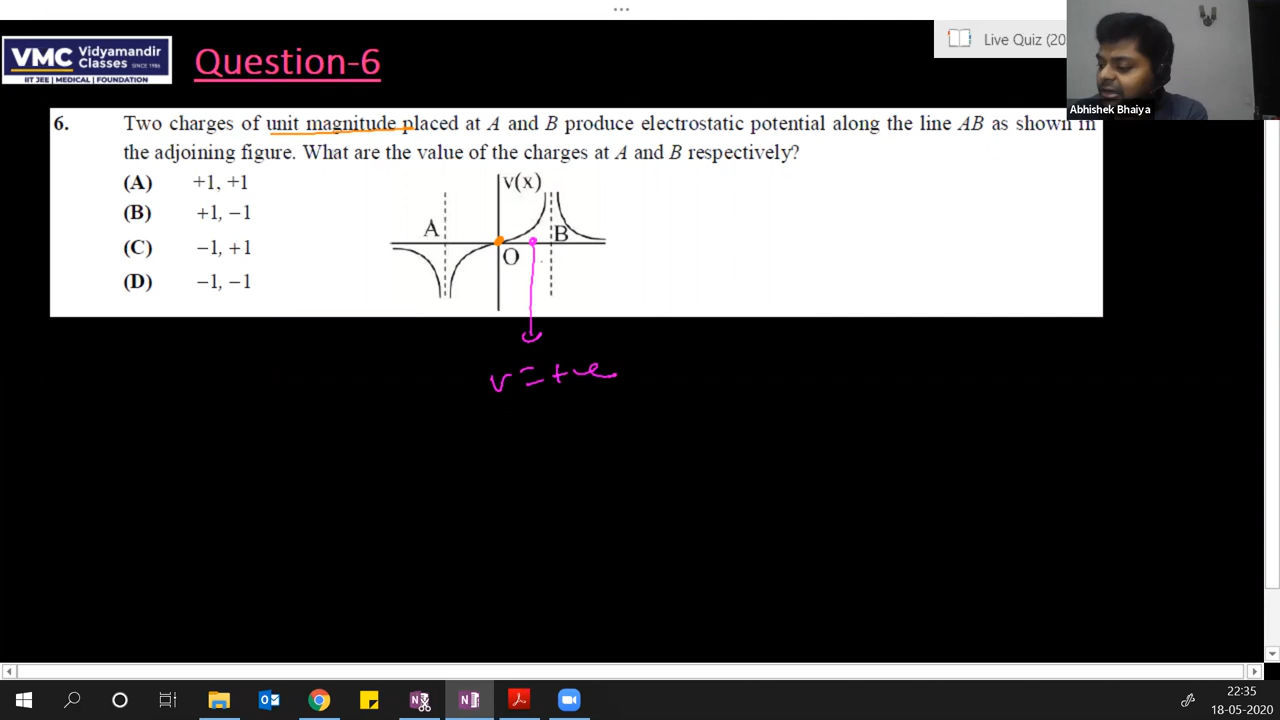 VMC Vidyamandir
Classes SINCE 1986
IIT JEE | MEDICAL | FOUNDATION
Question-6
Live Quiz (20
Abhishek Bhaiya
6. Two charges of unit magnitude placed at A and B produce electrostatic potential along the line AB as shown in
the adjoining figure. What are the value of the charges at A and B respectively?
(A) +1, +1
(B) +1, −1
(C) −1, +1
(D) −1, −1
v(x)
A
B
O
v = +ve
22:35
18-05-2020